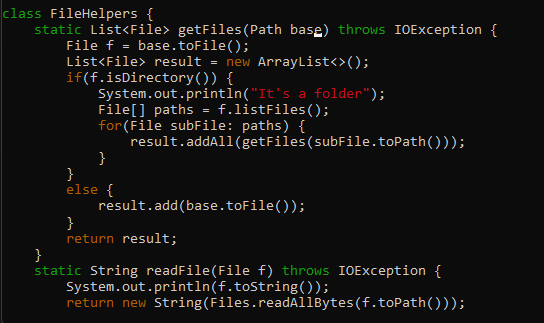 class FileHelpers {
    static List<File> getFiles(Path base) throws IOException {
        File f = base.toFile();
        List<File> result = new ArrayList<>();
        if(f.isDirectory()) {
            System.out.println("It's a folder");
            File[] paths = f.listFiles();
            for(File subFile: paths) {
                result.addAll(getFiles(subFile.toPath()));
            }
        }
        else {
            result.add(base.toFile());
        }
        return result;
    }
    static String readFile(File f) throws IOException {
        System.out.println(f.toString());
        return new String(Files.readAllBytes(f.toPath()));